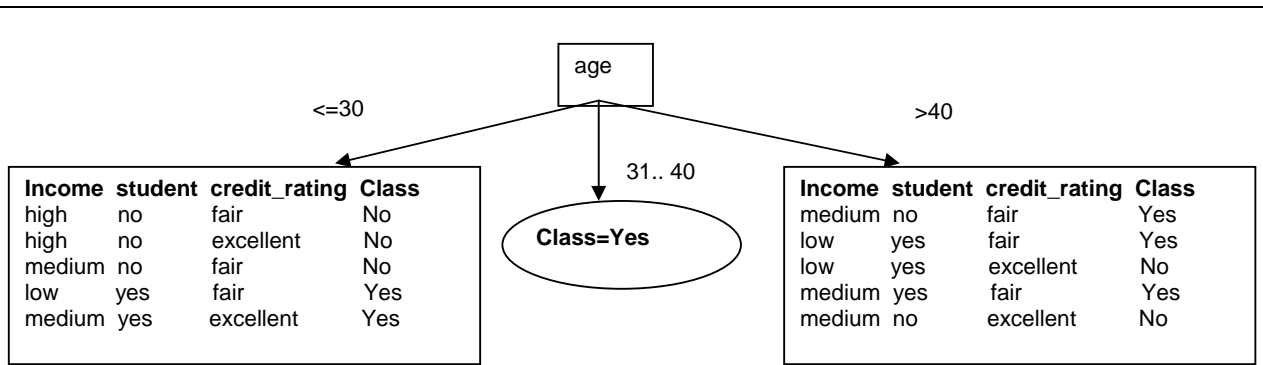 age
<=30
>40
31.. 40
Income student credit_rating Class
high no fair No
high no excellent No
medium no fair No
low yes fair Yes
medium yes excellent Yes
Class=Yes
Income student credit_rating Class
medium no fair Yes
low yes fair Yes
low yes excellent No
medium yes fair Yes
medium no excellent No